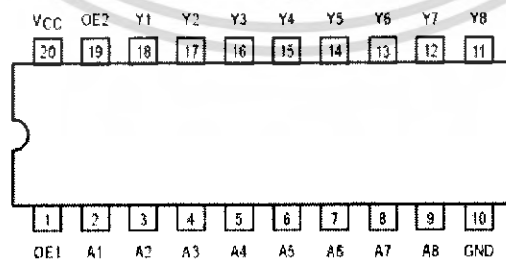 VCC OE2 Y1 Y2 Y3 Y4 Y5 Y6 Y7 Y8
20 19 18 17 16 15 14 13 12 11
1 2 3 4 5 6 7 8 9 10
OE1 A1 A2 A3 A4 A5 A6 A7 A8 GND